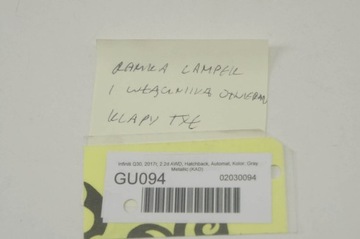 RAMKA LAMPEK
I WŁĄCZNIKA
KLAPY TYŁ
Infiniti Q30, 2017r, 2.2d AWD, Hatchback, Automat, Kolor: Grey
Metallic (KAD)
GU094
02030094